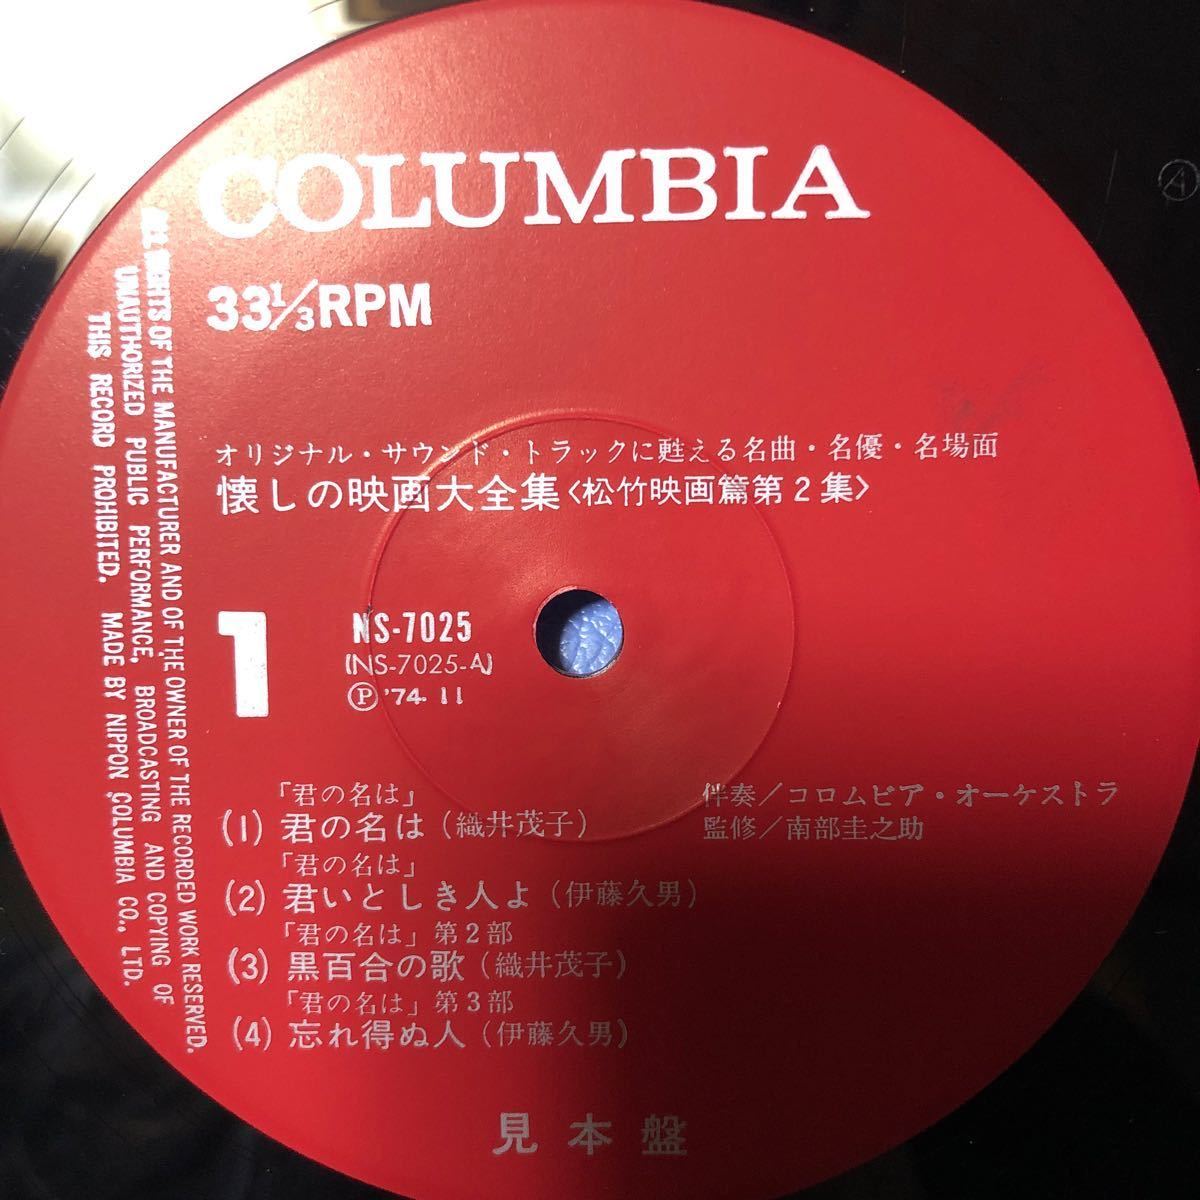 COLUMBIA
33⅓RPM
オリジナル・サウンド・トラックに甦える名曲・名優・名場面
懐しの映画大全集〈松竹映画篇第2集〉
1
NS-7025
(NS-7025-A)
Ⓟ '74. 11
「君の名は」
(1) 君の名は (織井茂子)
「君の名は」
(2) 君いとしき人よ (伊藤久男)
「君の名は」第2部
(3) 黒百合の歌 (織井茂子)
「君の名は」第3部
(4) 忘れ得ぬ人 (伊藤久男)
伴奏/コロムビア・オーケストラ
監修/南部圭之助
見本盤
ALL RIGHTS OF THE MANUFACTURER AND OF THE OWNER OF THE RECORDED WORK RESERVED.
UNAUTHORIZED PUBLIC PERFORMANCE, BROADCASTING AND COPYING OF
THIS RECORD PROHIBITED. MADE BY NIPPON COLUMBIA CO., LTD.
Ⓐ